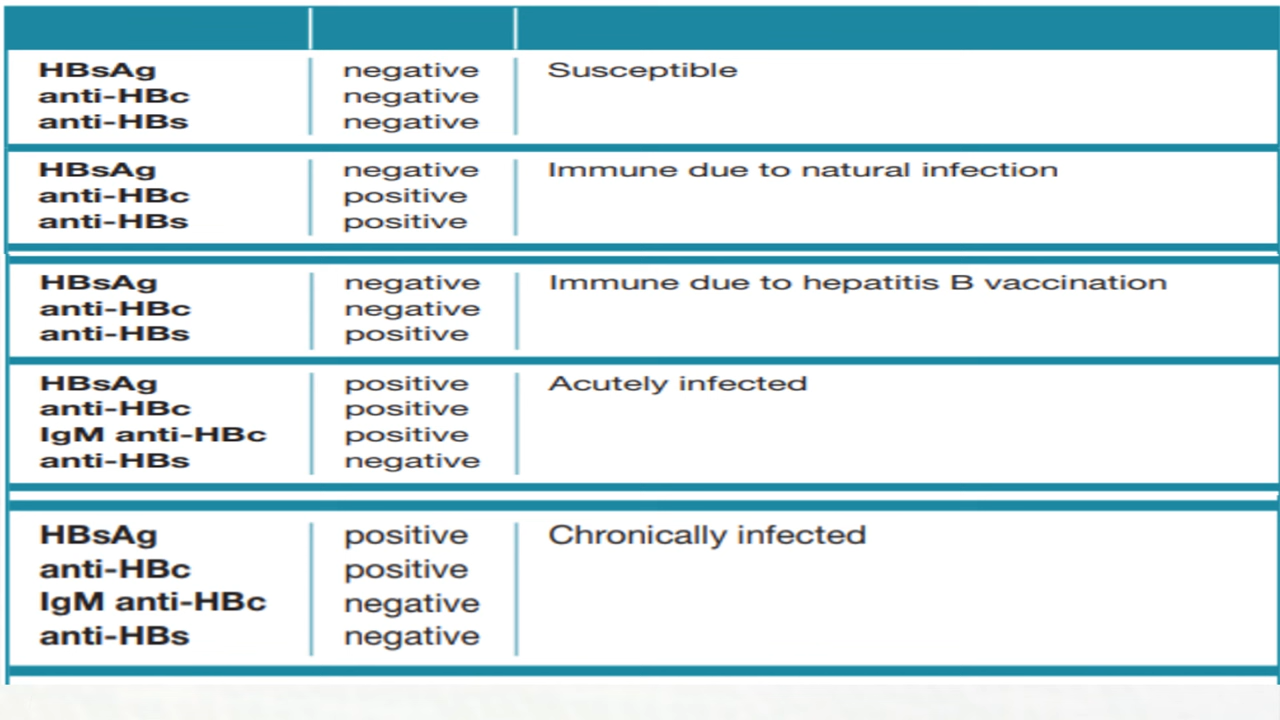 HBsAg negative Susceptible
anti-HBc negative
anti-HBs negative
HBsAg negative Immune due to natural infection
anti-HBc positive
anti-HBs positive
HBsAg negative Immune due to hepatitis B vaccination
anti-HBc negative
anti-HBs positive
HBsAg positive Acutely infected
anti-HBc positive
IgM anti-HBc positive
anti-HBs negative
HBsAg positive Chronically infected
anti-HBc positive
IgM anti-HBc negative
anti-HBs negative